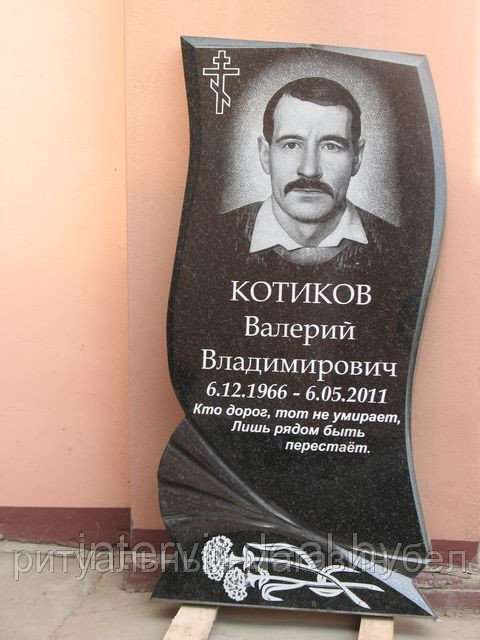 КОТИКОВ
Валерий
Владимирович
6.12.1966 - 6.05.2011
Кто дорог, тот не умирает,
Лишь рядом быть
перестаёт.